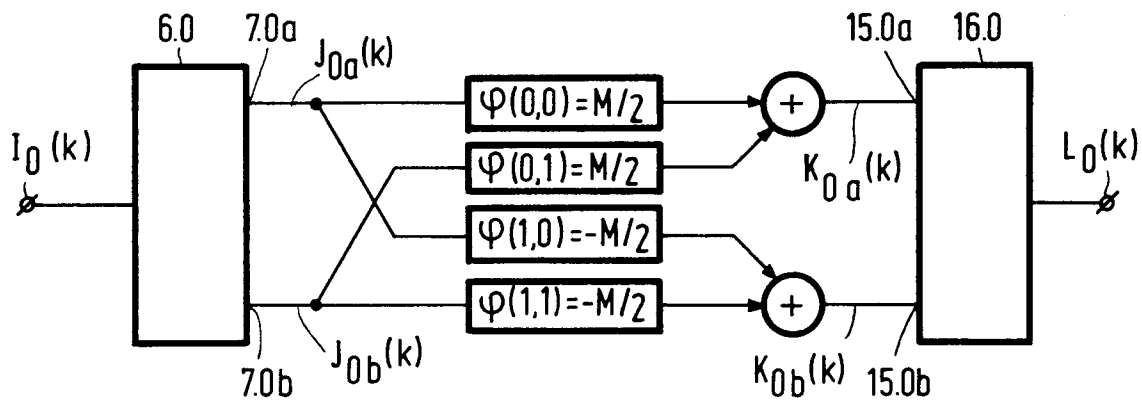 6.0
7.0a
J0a(k)
15.0a
16.0
φ(0,0)=M/2
+
I0(k)
φ(0,1)=M/2
K0a(k)
L0(k)
φ(1,0)=-M/2
φ(1,1)=-M/2
+
7.0b
J0b(k)
K0b(k)
15.0b